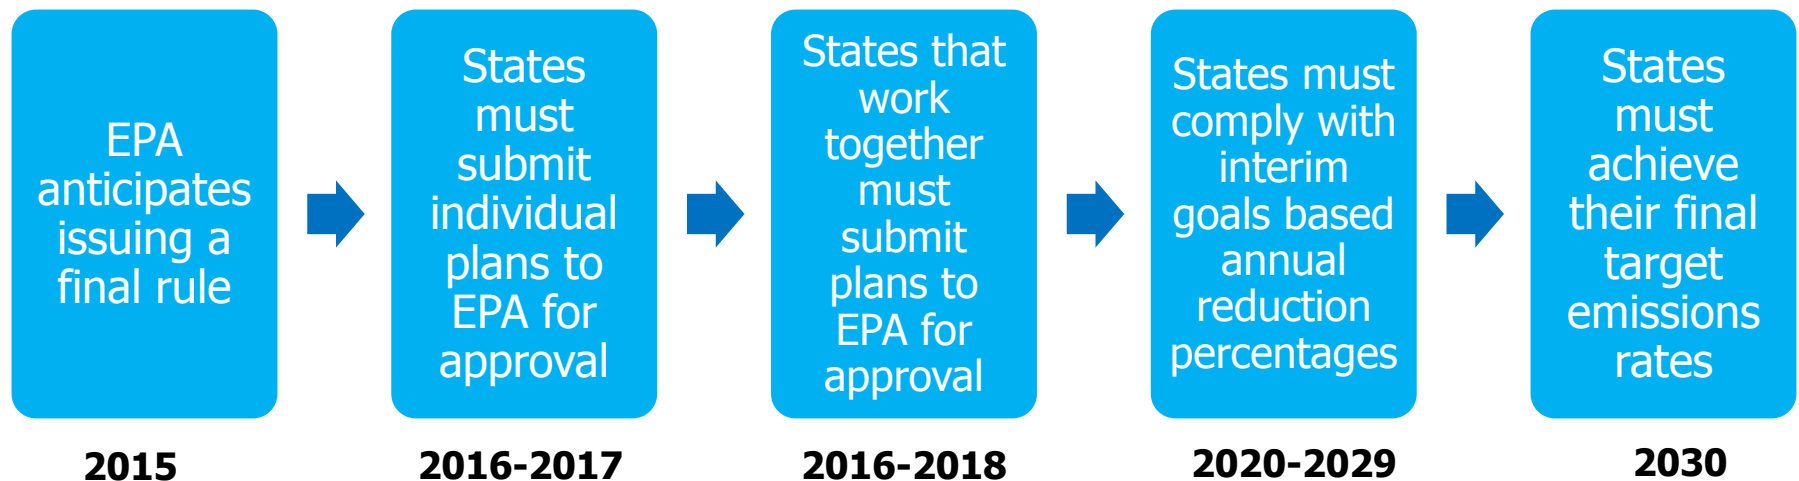 EPA
anticipates
issuing a
final rule
States
must
submit
individual
plans to
EPA for
approval
States that
work
together
must
submit
plans to
EPA for
approval
States must
comply with
interim
goals based
annual
reduction
percentages
States
must
achieve
their final
target
emissions
rates
2015
2016-2017
2016-2018
2020-2029
2030